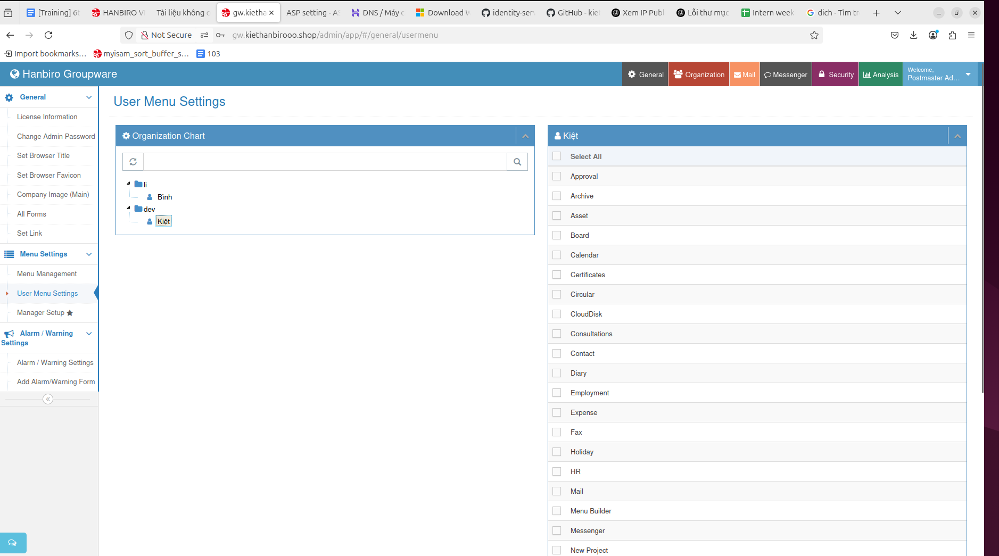 [Training] 6t
HANBIRO V
Tài liệu không c
gw.kietha
ASP setting - AS
DNS / Máy c
Download W
identity-serv
GitHub - kiet
Xem IP Publ
Lỗi thư mục
Intern week
dich - Tìm tr
Not Secure
gw.kiethanbirooo.shop/admin/app/#/general/usermenu
Import bookmarks...
myisam_sort_buffer_s...
103
Hanbiro Groupware
General
Organization
Mail
Messenger
Security
Analysis
Welcome,
Postmaster Ad...
General
License Information
Change Admin Password
Set Browser Title
Set Browser Favicon
Company Image (Main)
All Forms
Set Link
Menu Settings
Menu Management
User Menu Settings
Manager Setup
Alarm / Warning
Settings
Alarm / Warning Settings
Add Alarm/Warning Form
User Menu Settings
Organization Chart
li
Bình
dev
Kiệt
Kiệt
Select All
Approval
Archive
Asset
Board
Calendar
Certificates
Circular
CloudDisk
Consultations
Contact
Diary
Employment
Expense
Fax
Holiday
HR
Mail
Menu Builder
Messenger
New Project